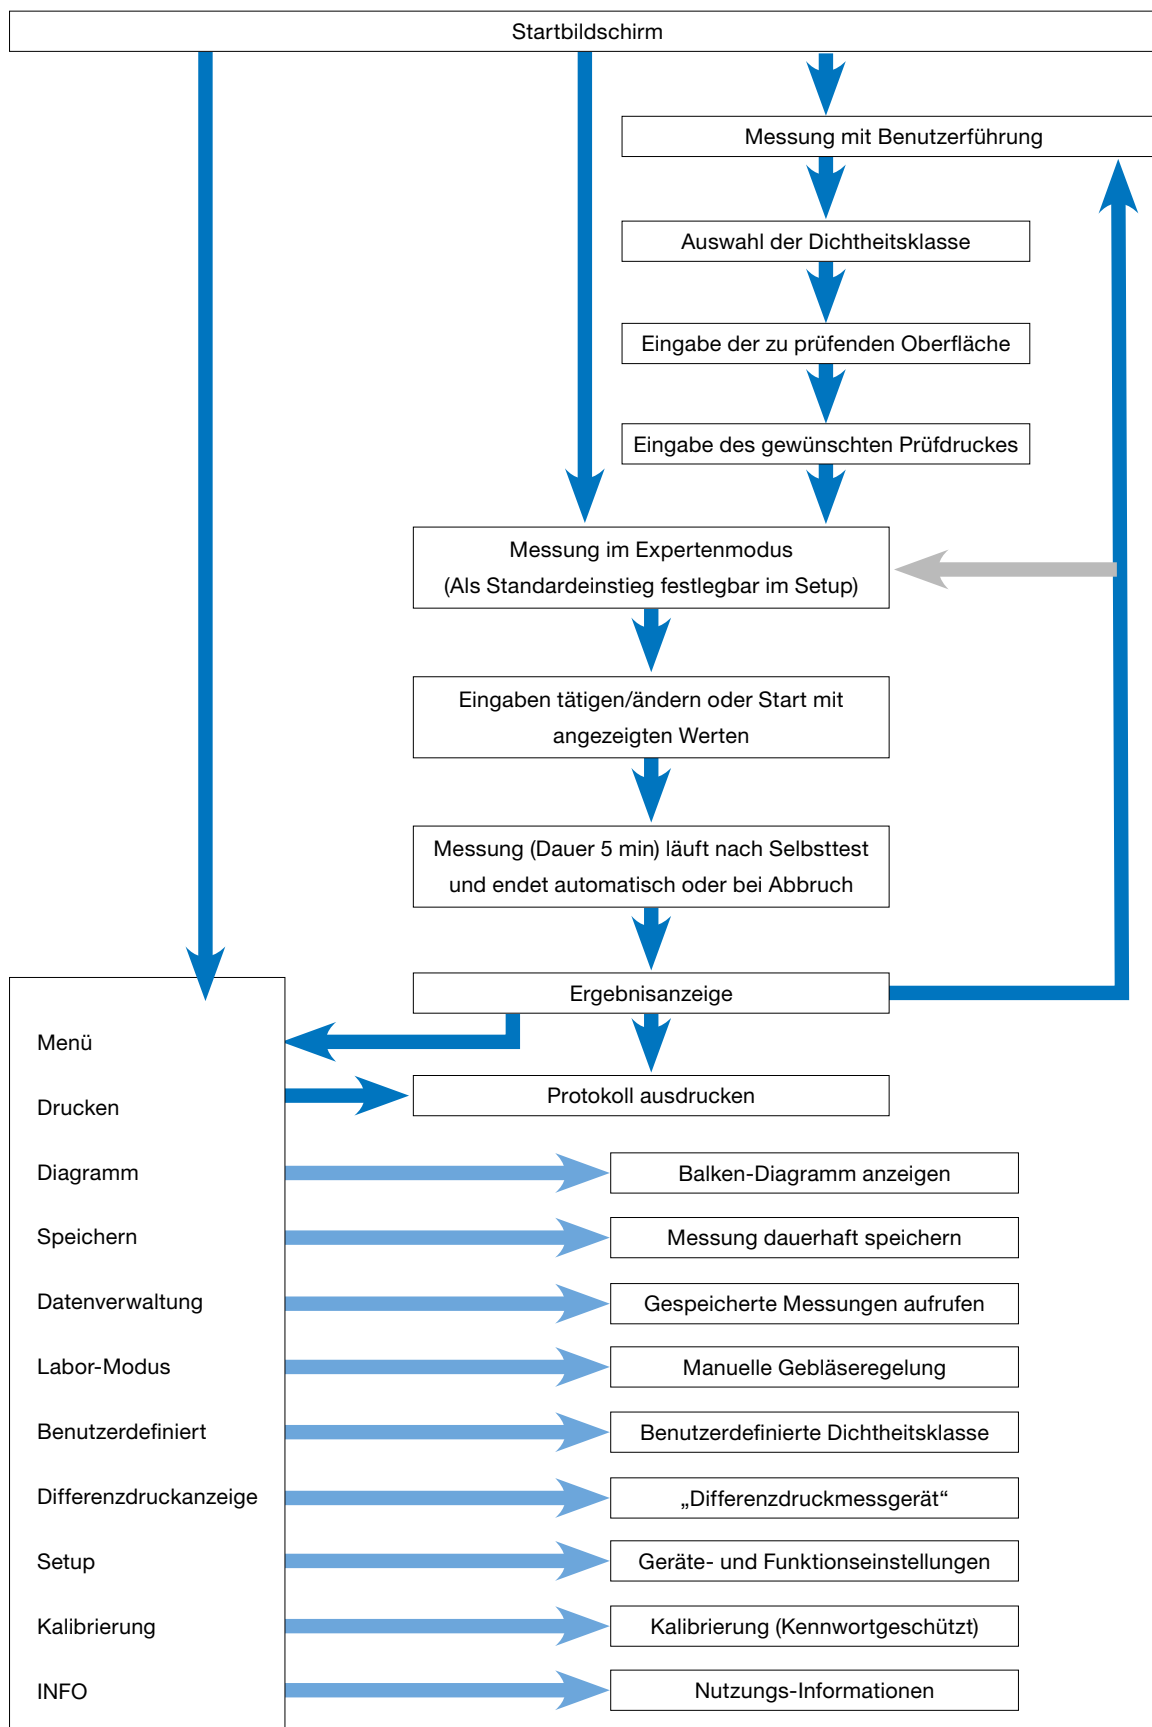 Startbildschirm
Messung mit Benutzerführung
Auswahl der Dichtheitsklasse
Eingabe der zu prüfenden Oberfläche
Eingabe des gewünschten Prüfdruckes
Messung im Expertenmodus
(Als Standardeinstieg festlegbar im Setup)
Eingaben tätigen/ändern oder Start mit
angezeigten Werten
Messung (Dauer 5 min) läuft nach Selbsttest
und endet automatisch oder bei Abbruch
Ergebnisanzeige
Menü
Protokoll ausdrucken
Drucken
Diagramm
Balken-Diagramm anzeigen
Speichern
Messung dauerhaft speichern
Datenverwaltung
Gespeicherte Messungen aufrufen
Labor-Modus
Manuelle Gebläseregelung
Benutzerdefiniert
Benutzerdefinierte Dichtheitsklasse
Differenzdruckanzeige
„Differenzdruckmessgerät“
Setup
Geräte- und Funktionseinstellungen
Kalibrierung
Kalibrierung (Kennwortgeschützt)
INFO
Nutzungs-Informationen